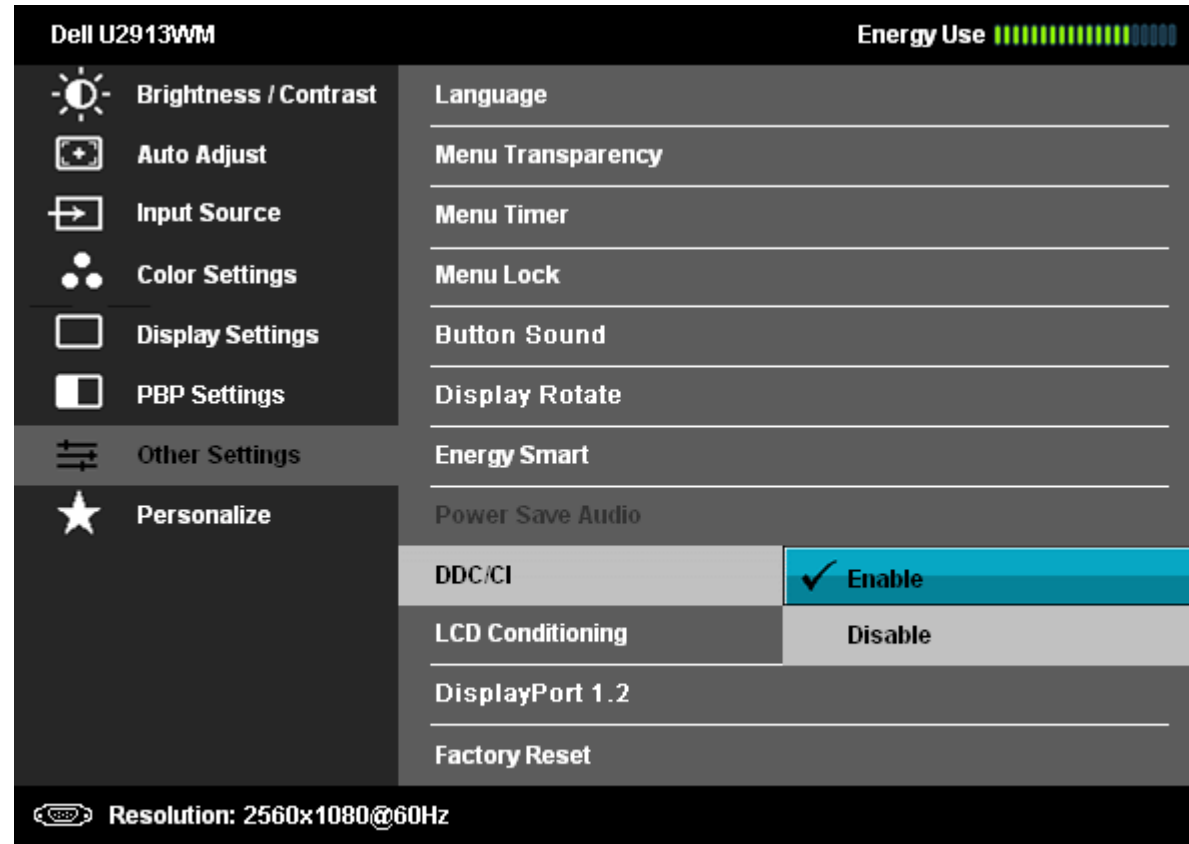 Dell U2913WM Energy Use
Brightness / Contrast Language
Auto Adjust Menu Transparency
Input Source Menu Timer
Color Settings Menu Lock
Display Settings Button Sound
PBP Settings Display Rotate
Other Settings Energy Smart
Personalize Power Save Audio
DDC/CI Enable
LCD Conditioning Disable
DisplayPort 1.2
Factory Reset
Resolution: 2560x1080@60Hz